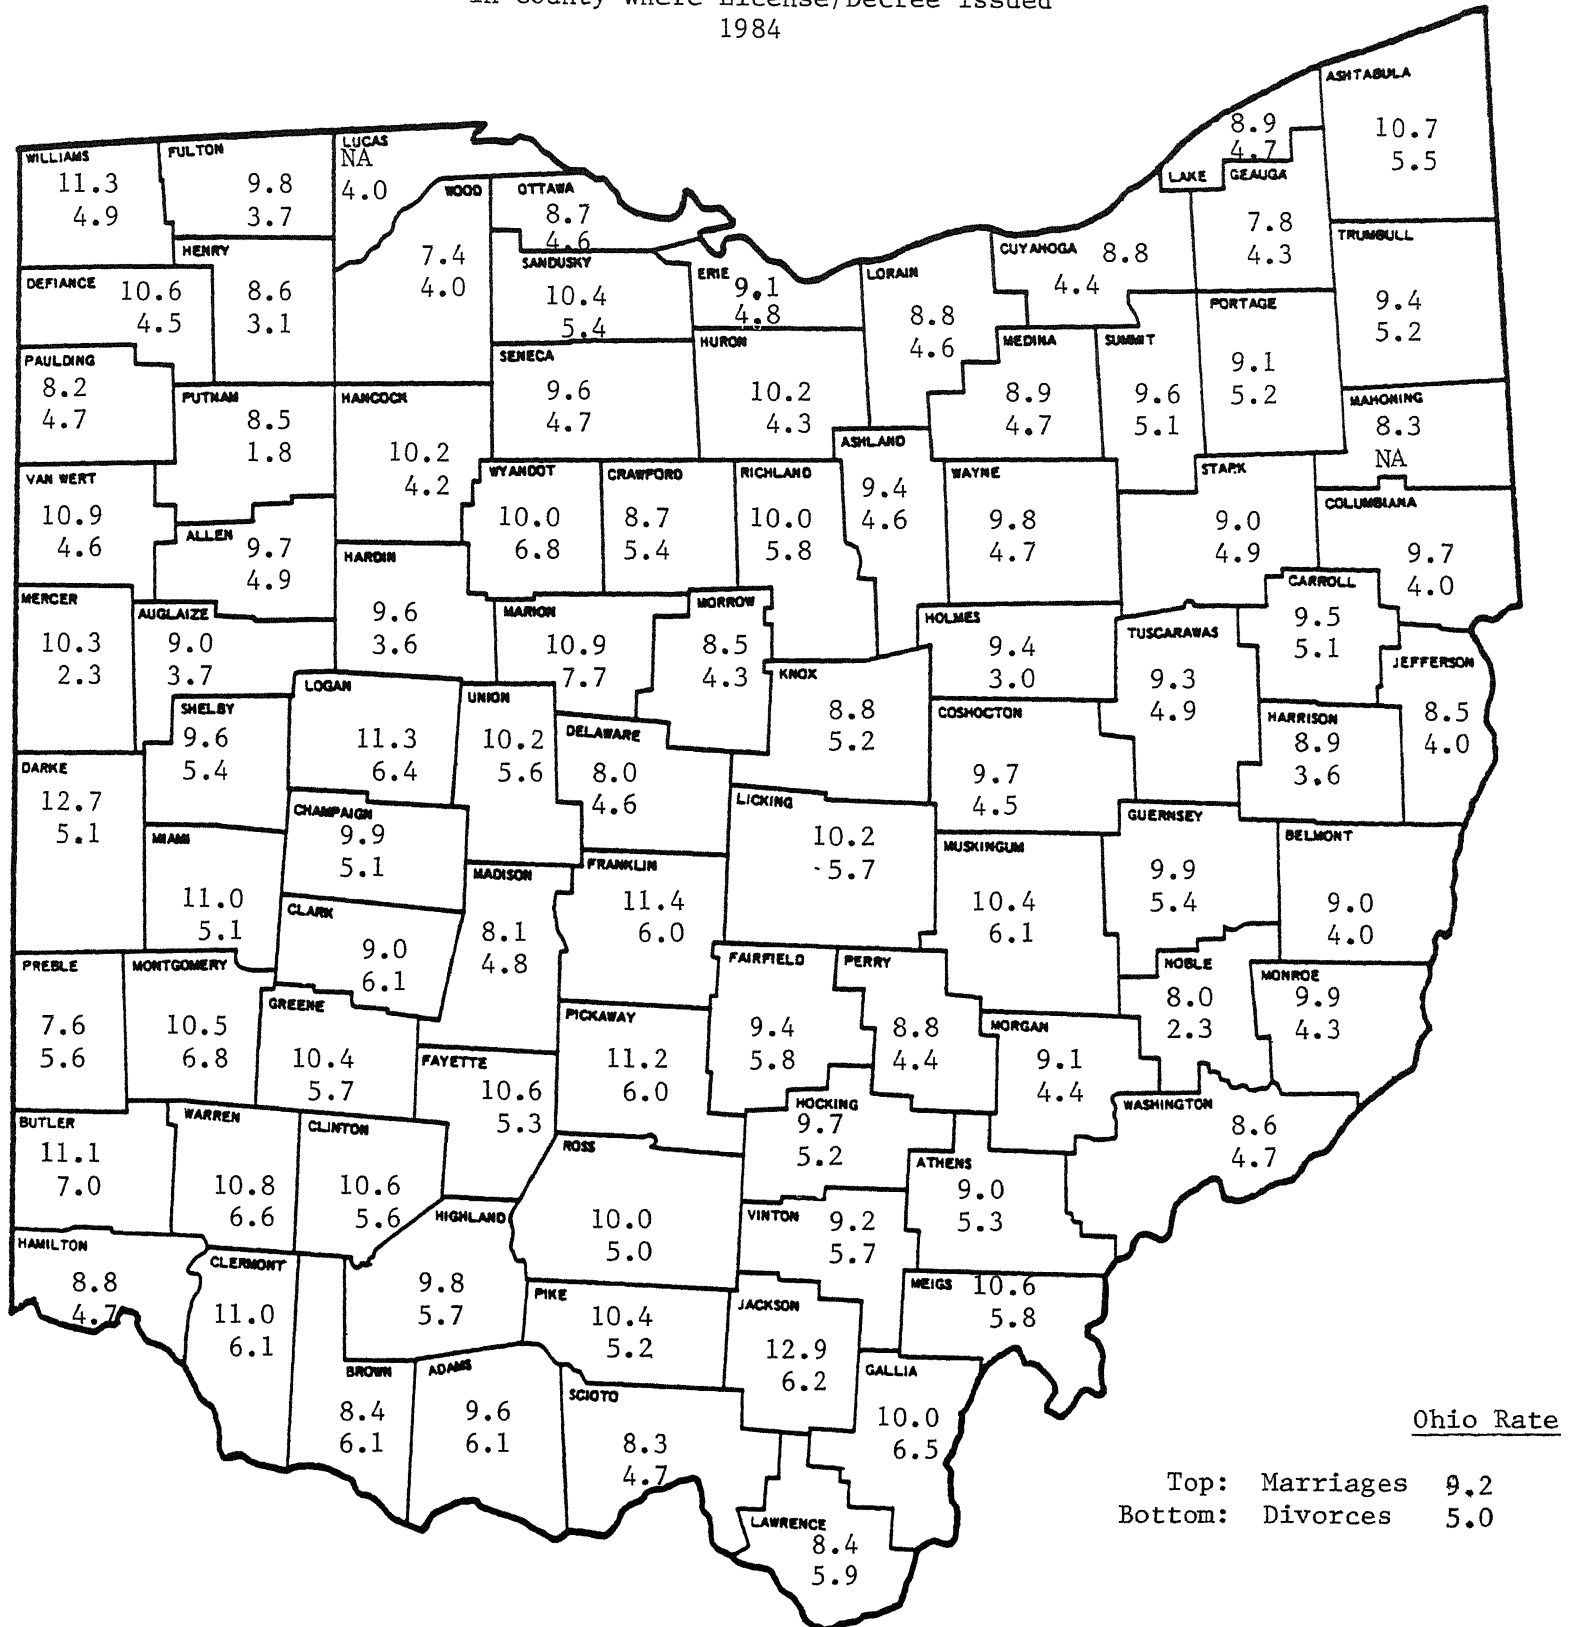 in County where License/Decree Issued
1984
ASHTABULA
10.7
5.5
8.9
4.7
LAKE
GEAUGA
7.8
4.3
WILLIAMS
11.3
4.9
FULTON
9.8
3.7
LUCAS
NA
4.0
WOOD
7.4
4.0
OTTAWA
8.7
4.6
HENRY
8.6
3.1
SANDUSKY
10.4
5.4
ERIE
9.1
4.8
LORAIN
8.8
4.6
CUYAHOGA
8.8
4.4
TRUMBULL
9.4
5.2
DEFIANCE
10.6
4.5
PAULDING
8.2
4.7
PUTNAM
8.5
1.8
HANCOCK
10.2
4.2
SENECA
9.6
4.7
HURON
10.2
4.3
MEDINA
8.9
4.7
SUMMIT
9.6
5.1
PORTAGE
9.1
5.2
MAHONING
8.3
NA
ASHLAND
9.4
4.6
VAN WERT
10.9
4.6
ALLEN
9.7
4.9
WYANDOT
10.0
6.8
CRAWFORD
8.7
5.4
RICHLAND
10.0
5.8
WAYNE
9.8
4.7
STARK
9.0
4.9
COLUMBIANA
9.7
4.0
HARDIN
9.6
3.6
MERCER
10.3
2.3
AUGLAIZE
9.0
3.7
MARION
10.9
7.7
MORROW
8.5
4.3
HOLMES
9.4
3.0
TUSCARAWAS
9.3
4.9
CARROLL
9.5
5.1
JEFFERSON
8.5
4.0
KNOX
8.8
5.2
LOGAN
11.3
6.4
UNION
10.2
5.6
SHELBY
9.6
5.4
DELAWARE
8.0
4.6
COSHOCTON
9.7
4.5
HARRISON
8.9
3.6
DARKE
12.7
5.1
MIAMI
11.0
5.1
CHAMPAIGN
9.9
5.1
LICKING
10.2
-5.7
GUERNSEY
9.9
5.4
BELMONT
9.0
4.0
MUSKINGUM
10.4
6.1
FRANKLIN
11.4
6.0
MADISON
8.1
4.8
CLARK
9.0
6.1
PREBLE
7.6
5.6
MONTGOMERY
10.5
6.8
GREENE
10.4
5.7
FAIRFIELD
9.4
5.8
PERRY
8.8
4.4
NOBLE
8.0
2.3
MONROE
9.9
4.3
PICKAWAY
11.2
6.0
MORGAN
9.1
4.4
FAYETTE
10.6
5.3
WASHINGTON
8.6
4.7
HOCKING
9.7
5.2
BUTLER
11.1
7.0
WARREN
10.8
6.6
CLINTON
10.6
5.6
ROSS
10.0
5.0
ATHENS
9.0
5.3
VINTON
9.2
5.7
HIGHLAND
9.8
5.7
HAMILTON
8.8
4.7
CLERMONT
11.0
6.1
PIKE
10.4
5.2
JACKSON
12.9
6.2
MEIGS
10.6
5.8
BROWN
8.4
6.1
ADAMS
9.6
6.1
SCIOTO
8.3
4.7
GALLIA
10.0
6.5
LAWRENCE
8.4
5.9
Ohio Rate
Top: Marriages 9.2
Bottom: Divorces 5.0